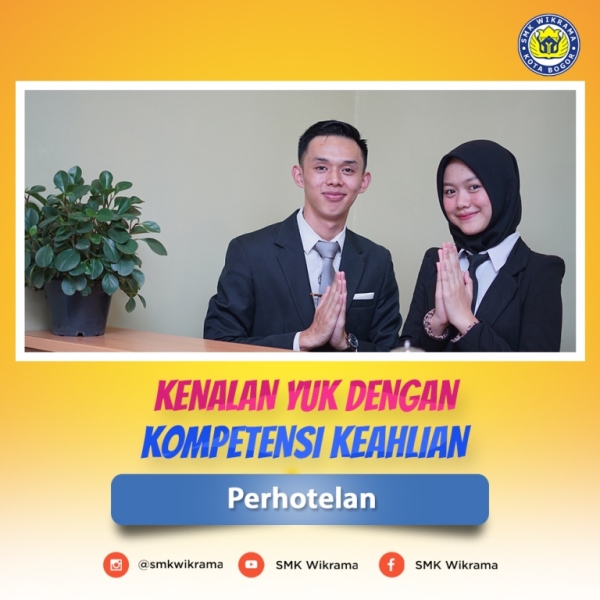 SMK WIKRAMA
KOTA BOGOR
KENALAN YUK DENGAN
KOMPETENSI KEAHLIAN
Perhotelan
@smkwikrama
SMK Wikrama
SMK Wikrama